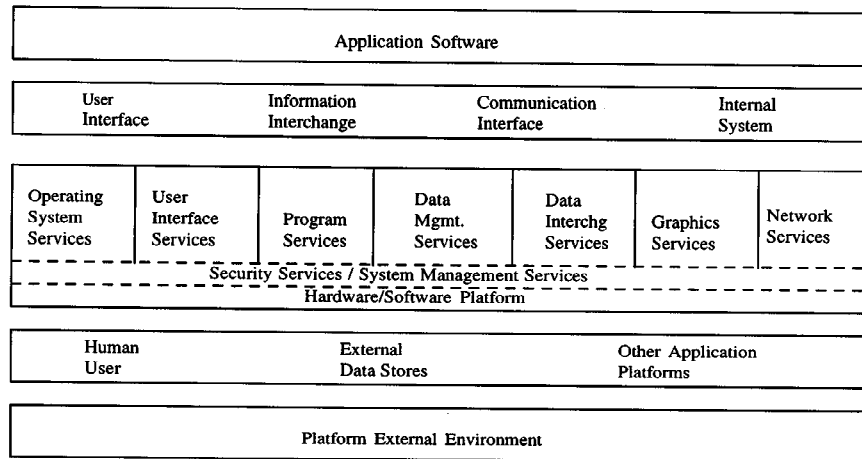 Application Software
User Interface
Information Interchange
Communication Interface
Internal System
Operating System Services
User Interface Services
Program Services
Data Mgmt. Services
Data Interchg Services
Graphics Services
Network Services
Security Services / System Management Services
Hardware/Software Platform
Human User
External Data Stores
Other Application Platforms
Platform External Environment